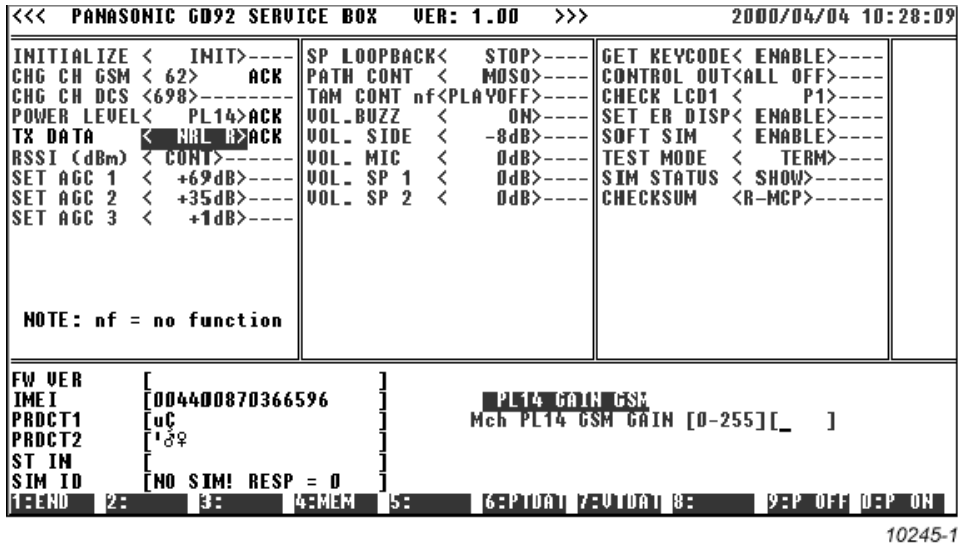 <<< PANASONIC GD92 SERVICE BOX VER: 1.00 >>> 2000/04/04 10:28:09
INITIALIZE < INIT>----
CHG CH GSM < 62> ACK
CHG CH DCS <698>---------
POWER LEVEL< PL14>ACK
TX DATA < NRL R>ACK
RSSI (dBm) < CONT>------
SET AGC 1 < +69dB>----
SET AGC 2 < +35dB>----
SET AGC 3 < +1dB>----
NOTE: nf = no function
SP LOOPBACK< STOP>----
PATH CONT < M0S0>----
TAM CONT nf<PLAYOFF>----
VOL.BUZZ < ON>----
VOL. SIDE < -8dB>----
VOL. MIC < 0dB>----
VOL. SP 1 < 0dB>----
VOL. SP 2 < 0dB>----
GET KEYCODE< ENABLE>----
CONTROL OUT<ALL OFF>----
CHECK LCD1 < P1>----
SET ER DISP< ENABLE>----
SOFT SIM < ENABLE>----
TEST MODE < TERM>----
SIM STATUS < SHOW>------
CHECKSUM <R-MCP>------
FW VER [ ]
IMEI [004400870366596 ]
PRDCT1 [uÇ ]
PRDCT2 ['♂♀ ]
ST IN [ ]
SIM ID [NO SIM! RESP = 0 ]
PL14 GAIN GSM
Mch PL14 GSM GAIN [0-255][_ ]
1:END 2: 3: 4:MEM 5: 6:PTDAT 7:VTDAT 8: 9:P OFF 0:P ON
10245-1